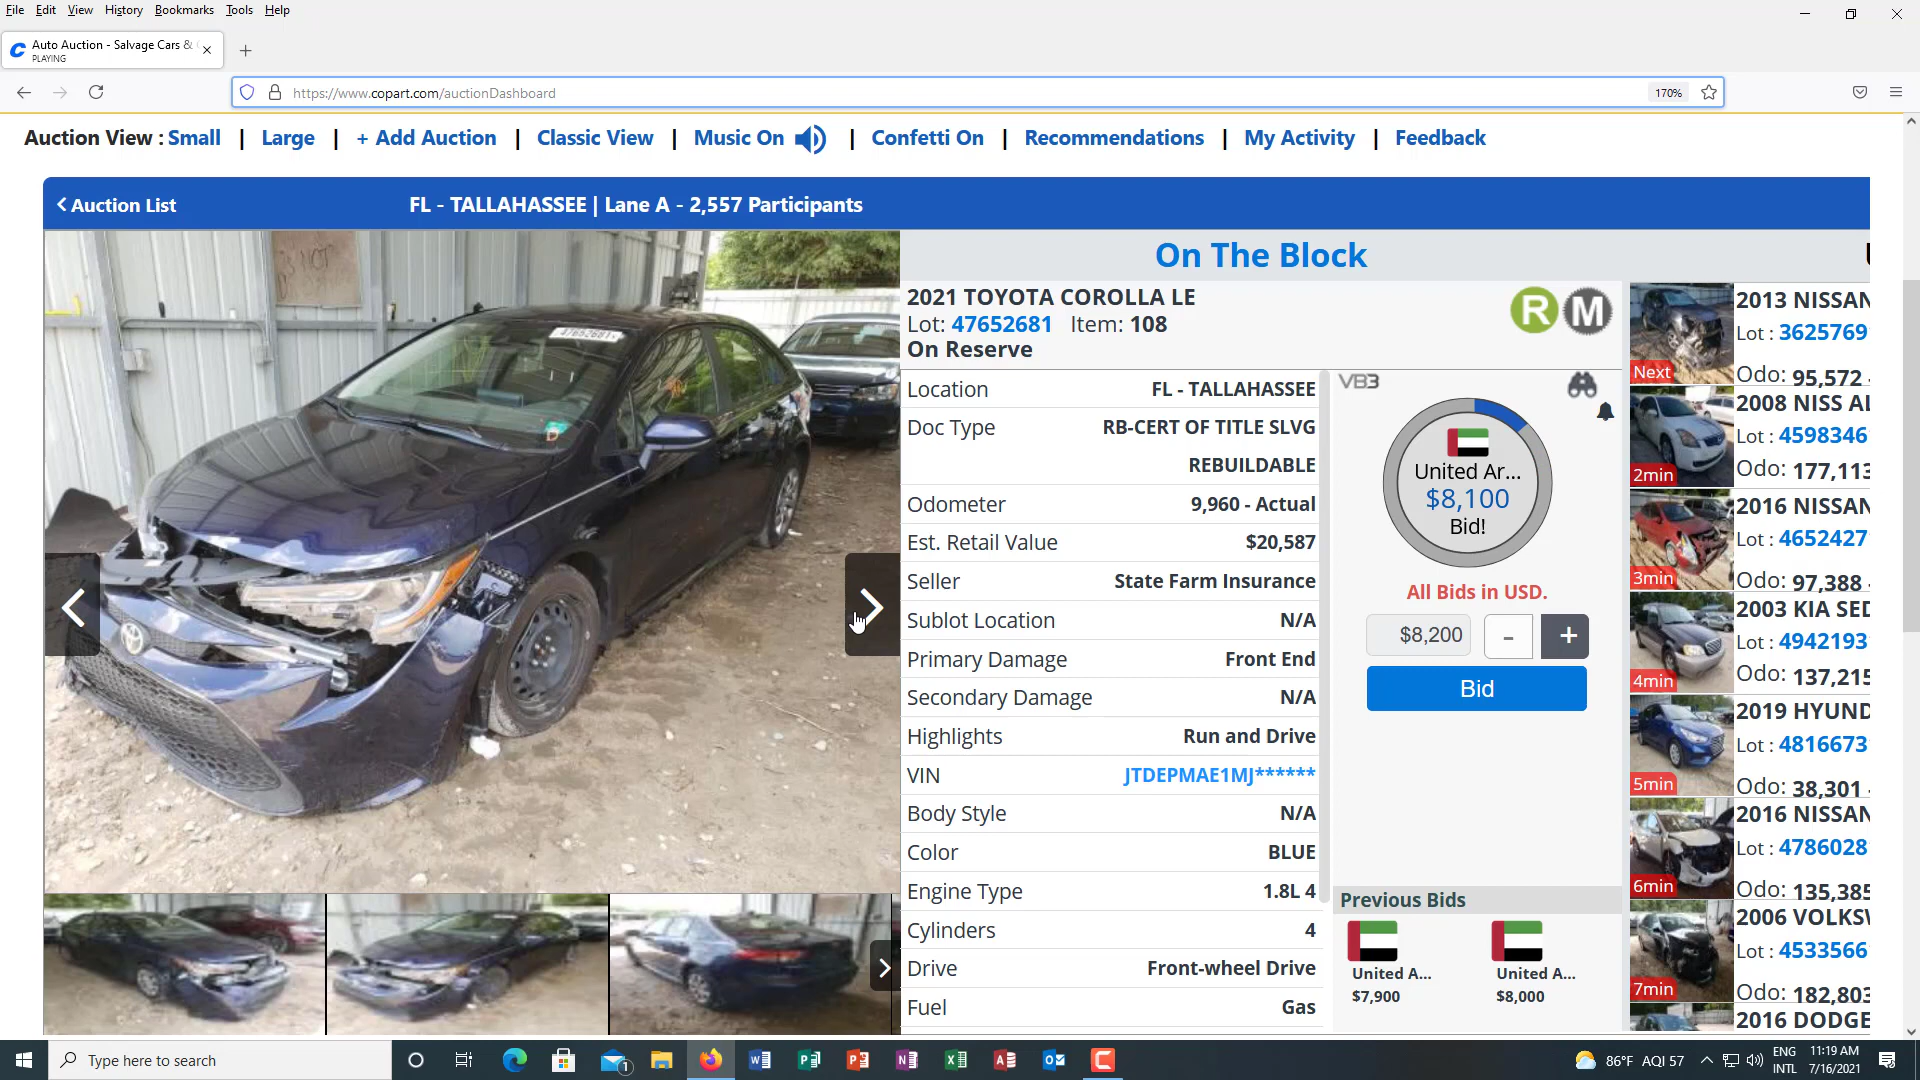 File Edit View History Bookmarks Tools Help
Auto Auction - Salvage Cars &
PLAYING
https://www.copart.com/auctionDashboard
170%
Auction View : Small | Large | + Add Auction | Classic View | Music On | Confetti On | Recommendations | My Activity | Feedback
Auction List
FL - TALLAHASSEE | Lane A - 2,557 Participants
47652681
On The Block
2021 TOYOTA COROLLA LE
Lot: 47652681 Item: 108
On Reserve
R M
Location FL - TALLAHASSEE
Doc Type RB-CERT OF TITLE SLVG
REBUILDABLE
Odometer 9,960 - Actual
Est. Retail Value $20,587
Seller State Farm Insurance
Sublot Location N/A
Primary Damage Front End
Secondary Damage N/A
Highlights Run and Drive
VIN JTDEPMAE1MJ******
Body Style N/A
Color BLUE
Engine Type 1.8L 4
Cylinders 4
Drive Front-wheel Drive
Fuel Gas
VB3
United Ar...
$8,100
Bid!
All Bids in USD.
$8,200 - +
Bid
Previous Bids
United A... United A...
$7,900 $8,000
2013 NISSAN
Lot : 3625769
Odo: 95,572
Next
2008 NISS AL
Lot : 4598346
Odo: 177,113
2min
2016 NISSAN
Lot : 4652427
Odo: 97,388
3min
2003 KIA SED
Lot : 4942193
Odo: 137,215
4min
2019 HYUND
Lot : 4816673
Odo: 38,301
5min
2016 NISSAN
Lot : 4786028
Odo: 135,385
6min
2006 VOLKSV
Lot : 4533566
Odo: 182,803
7min
2016 DODGE
Type here to search
86°F AQI 57
ENG
INTL
11:19 AM
7/16/2021